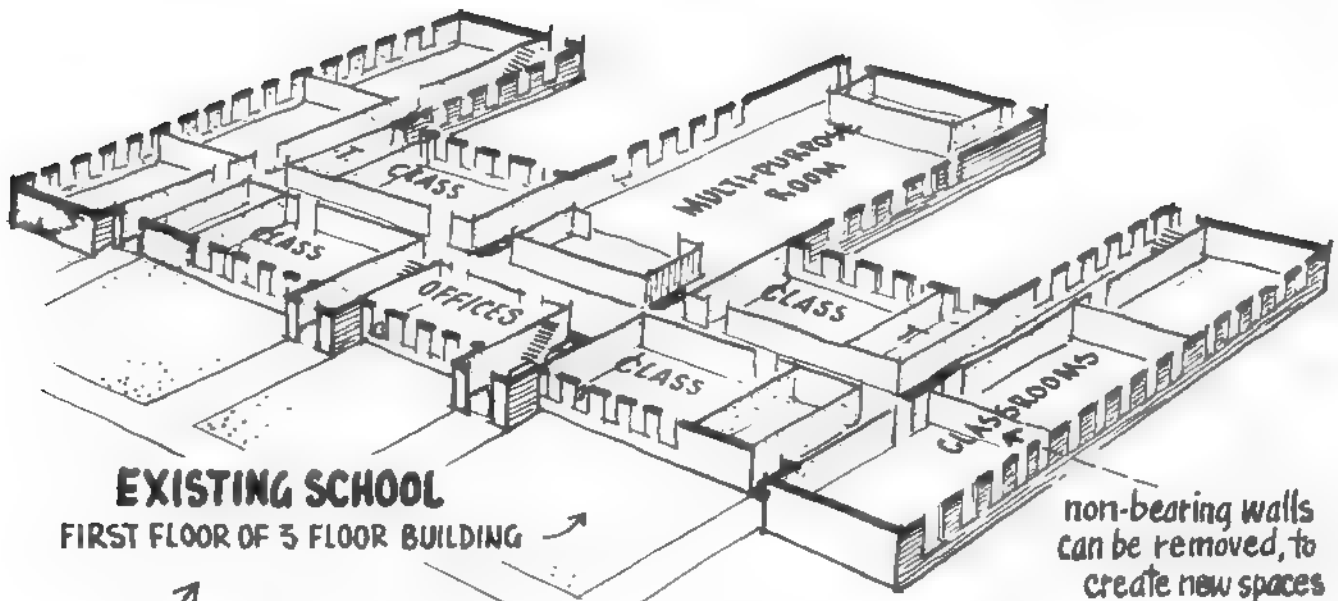 CLASS
MULTI-PURPOSE
ROOM
CLASS
OFFICES
CLASS
CLASS
CLASSROOMS
EXISTING SCHOOL
FIRST FLOOR OF 3 FLOOR BUILDING
non-bearing walls
can be removed, to
create new spaces